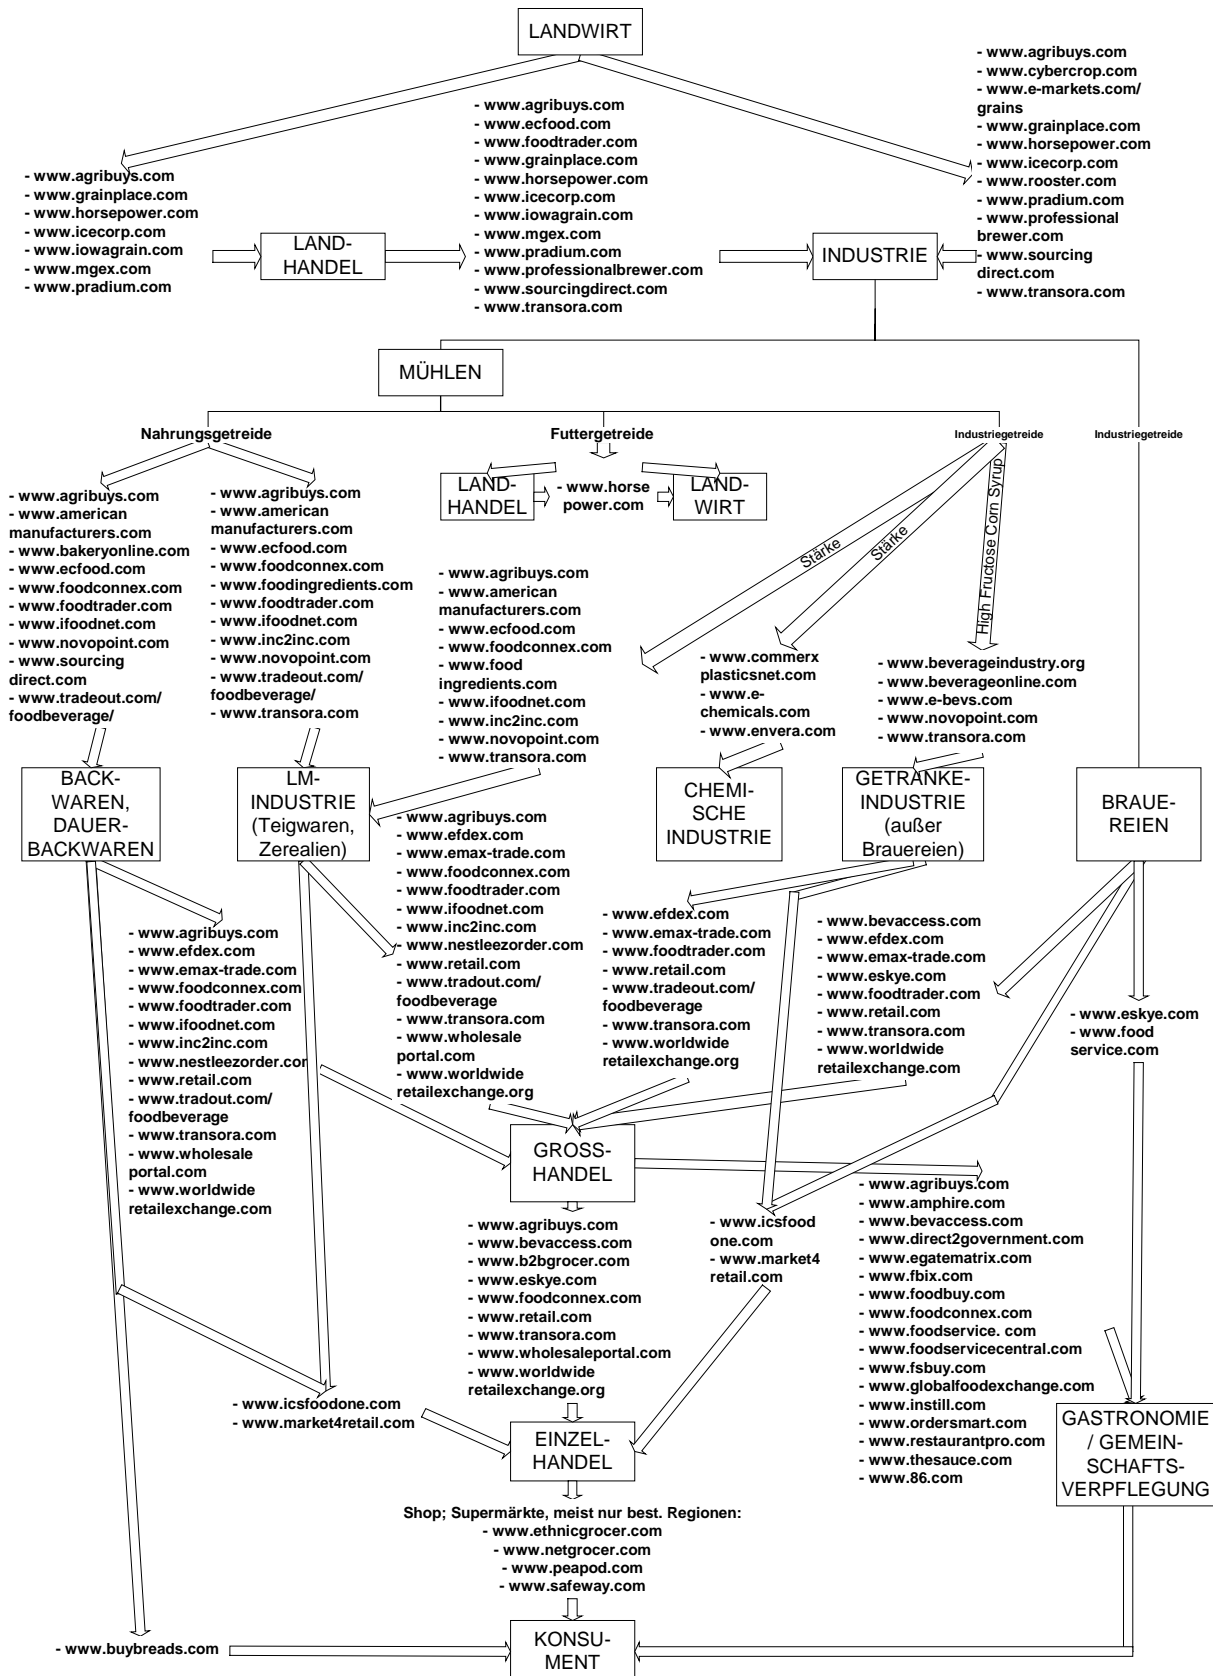 LANDWIRT
- www.agribuys.com
- www.cybercrop.com
- www.e-markets.com/
grains
- www.grainplace.com
- www.horsepower.com
- www.icecorp.com
- www.rooster.com
- www.pradium.com
- www.professional
brewer.com
- www.sourcing
direct.com
- www.transora.com
- www.agribuys.com
- www.ecfood.com
- www.foodtrader.com
- www.grainplace.com
- www.horsepower.com
- www.icecorp.com
- www.iowagrain.com
- www.mgex.com
- www.pradium.com
- www.professionalbrewer.com
- www.sourcingdirect.com
- www.transora.com
- www.agribuys.com
- www.grainplace.com
- www.horsepower.com
- www.icecorp.com
- www.iowagrain.com
- www.mgex.com
- www.pradium.com
LAND-
HANDEL
INDUSTRIE
MÜHLEN
Nahrungsgetreide
Futtergetreide
Industriegetreide
Industriegetreide
LAND-
HANDEL
- www.horse
power.com
LAND-
WIRT
Stärke
Stärke
High Fructose Corn Syrup
- www.agribuys.com
- www.american
manufacturers.com
- www.bakeryonline.com
- www.ecfood.com
- www.foodconnex.com
- www.foodtrader.com
- www.ifoodnet.com
- www.novopoint.com
- www.sourcing
direct.com
- www.tradeout.com/
foodbeverage/
- www.agribuys.com
- www.american
manufacturers.com
- www.ecfood.com
- www.foodconnex.com
- www.foodingredients.com
- www.foodtrader.com
- www.ifoodnet.com
- www.inc2inc.com
- www.novopoint.com
- www.tradeout.com/
foodbeverage/
- www.transora.com
- www.agribuys.com
- www.american
manufacturers.com
- www.ecfood.com
- www.foodconnex.com
- www.food
ingredients.com
- www.ifoodnet.com
- www.inc2inc.com
- www.novopoint.com
- www.transora.com
- www.commerx
plasticsnet.com
- www.e-
chemicals.com
- www.envera.com
- www.beverageindustry.org
- www.beverageonline.com
- www.e-bevs.com
- www.novopoint.com
- www.transora.com
BACK-
WAREN,
DAUER-
BACKWAREN
LM-
INDUSTRIE
(Teigwaren,
Zerealien)
CHEMI-
SCHE
INDUSTRIE
GETRÄNKE-
INDUSTRIE
(außer
Brauereien)
BRAUE-
REIEN
- www.agribuys.com
- www.efdex.com
- www.emax-trade.com
- www.foodconnex.com
- www.foodtrader.com
- www.ifoodnet.com
- www.inc2inc.com
- www.nestleezorder.com
- www.retail.com
- www.tradout.com/
foodbeverage
- www.transora.com
- www.wholesale
portal.com
- www.worldwide
retailexchange.com
- www.agribuys.com
- www.efdex.com
- www.emax-trade.com
- www.foodconnex.com
- www.foodtrader.com
- www.ifoodnet.com
- www.inc2inc.com
- www.nestleezorder.com
- www.retail.com
- www.tradout.com/
foodbeverage
- www.transora.com
- www.wholesale
portal.com
- www.worldwide
retailexchange.org
- www.efdex.com
- www.emax-trade.com
- www.foodtrader.com
- www.retail.com
- www.tradeout.com/
foodbeverage
- www.transora.com
- www.worldwide
retailexchange.org
- www.bevaccess.com
- www.efdex.com
- www.emax-trade.com
- www.eskye.com
- www.foodtrader.com
- www.retail.com
- www.transora.com
- www.worldwide
retailexchange.com
- www.eskye.com
- www.food
service.com
GROSS-
HANDEL
- www.agribuys.com
- www.bevaccess.com
- www.b2bgrocer.com
- www.eskye.com
- www.foodconnex.com
- www.retail.com
- www.transora.com
- www.wholesaleportal.com
- www.worldwide
retailexchange.org
- www.icsfood
one.com
- www.market4
retail.com
- www.agribuys.com
- www.amphire.com
- www.bevaccess.com
- www.direct2government.com
- www.egatematrix.com
- www.fbix.com
- www.foodbuy.com
- www.foodconnex.com
- www.foodservice. com
- www.foodservicecentral.com
- www.fsbuy.com
- www.globalfoodexchange.com
- www.instill.com
- www.ordersmart.com
- www.restaurantpro.com
- www.thesauce.com
- www.86.com
- www.icsfoodone.com
- www.market4retail.com
EINZEL-
HANDEL
GASTRONOMIE
/ GEMEIN-
SCHAFTS-
VERPFLEGUNG
Shop; Supermärkte, meist nur best. Regionen:
- www.ethnicgrocer.com
- www.netgrocer.com
- www.peapod.com
- www.safeway.com
- www.buybreads.com
KONSU-
MENT